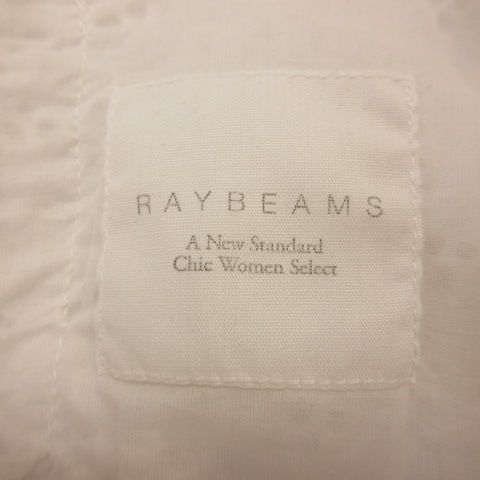 RAYBEAMS
A New Standard
Chic Women Select